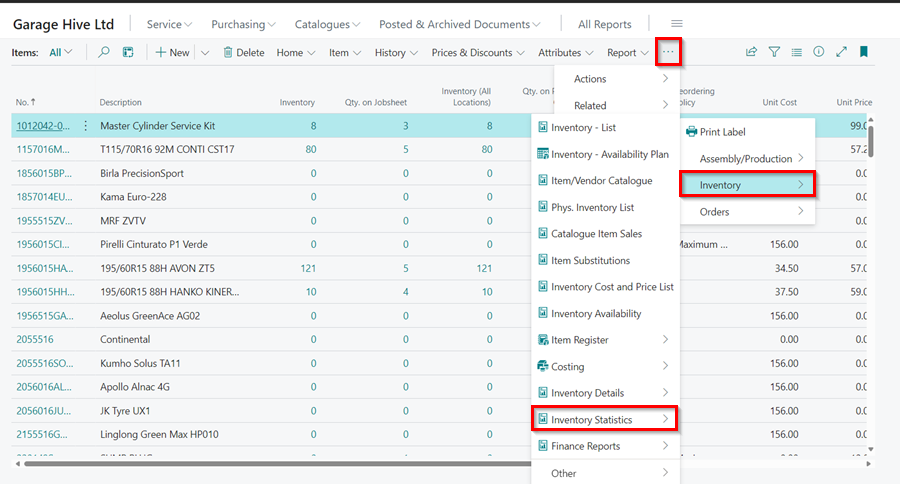 Garage Hive Ltd Service Purchasing Catalogues Posted & Archived Documents All Reports
Items: All + New Delete Home Item History Prices & Discounts Attributes Report ...
Actions
Related
No. ↑ Description Inventory Qty. on Jobsheet Inventory (All Locations) Qty. on eordering olicy Unit Cost Unit Price
1012042-0... Master Cylinder Service Kit 8 3 8 99.0
1157016M... T115/70R16 92M CONTI CST17 80 5 80 57.2
1856015BP... Birla PrecisionSport 0 0 0
1857014EU... Kama Euro-228 0 0 0
1955515ZV... MRF ZVTV 0 0 0
1956015CI... Pirelli Cinturato P1 Verde 0 0 0 Maximum ... 156.00 0.0
1956015HA... 195/60R15 88H AVON ZT5 121 5 121 34.50 57.0
1956015HH... 195/60R15 88H HANKO KINER... 10 4 10 37.50 59.0
1956515GA... Aeolus GreenAce AG02 0 0 0 156.00 0.0
2055516 Continental 0 0 0 0.00 0.0
2055516SO... Kumho Solus TA11 0 0 0 156.00 0.0
2056016AL... Apollo Alnac 4G 0 0 0 156.00 0.0
2056016JU... JK Tyre UX1 0 0 0 156.00 0.0
2155516G... Linglong Green Max HP010 0 0 0 156.00 0.0
Inventory - List
Inventory - Availability Plan
Item/Vendor Catalogue
Phys. Inventory List
Catalogue Item Sales
Item Substitutions
Inventory Cost and Price List
Inventory Availability
Item Register
Costing
Inventory Details
Inventory Statistics
Finance Reports
Other
Print Label
Assembly/Production
Inventory
Orders